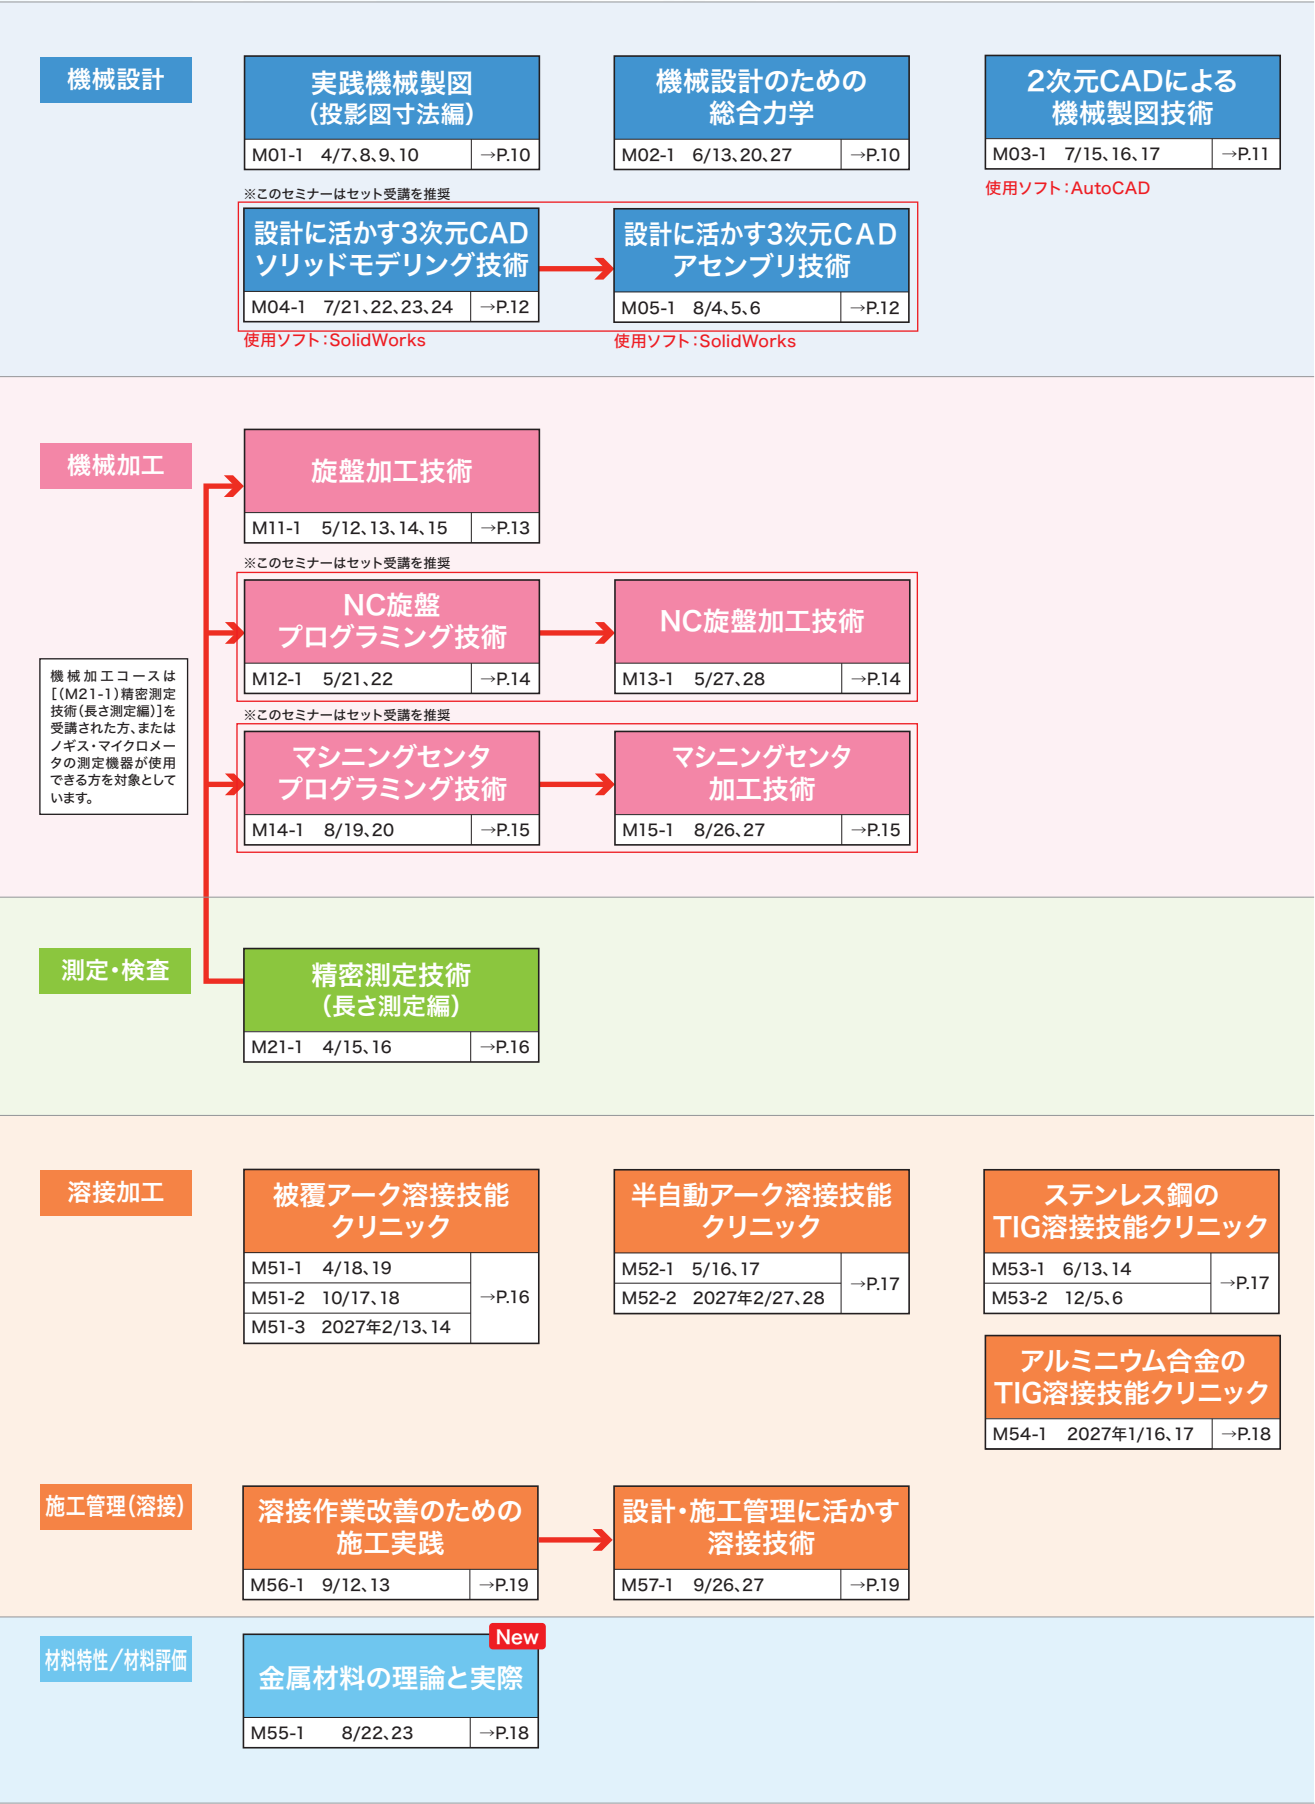 機械設計
実践機械製図
(投影図寸法編)
M01-1 4/7、8、9、10 →P.10
機械設計のための
総合力学
M02-1 6/13、20、27 →P.10
2次元CADによる
機械製図技術
M03-1 7/15、16、17 →P.11
使用ソフト:AutoCAD
※このセミナーはセット受講を推奨
設計に活かす3次元CAD
ソリッドモデリング技術
M04-1 7/21、22、23、24 →P.12
使用ソフト:SolidWorks
設計に活かす3次元CAD
アセンブリ技術
M05-1 8/4、5、6 →P.12
使用ソフト:SolidWorks
機械加工
旋盤加工技術
M11-1 5/12、13、14、15 →P.13
※このセミナーはセット受講を推奨
NC旋盤
プログラミング技術
M12-1 5/21、22 →P.14
NC旋盤加工技術
M13-1 5/27、28 →P.14
機械加工コースは
[(M21-1)精密測定
技術(長さ測定編)]を
受講された方、または
ノギス・マイクロメー
タの測定機器が使用
できる方を対象として
います。
※このセミナーはセット受講を推奨
マシニングセンタ
プログラミング技術
M14-1 8/19、20 →P.15
マシニングセンタ
加工技術
M15-1 8/26、27 →P.15
測定・検査
精密測定技術
(長さ測定編)
M21-1 4/15、16 →P.16
溶接加工
被覆アーク溶接技能
クリニック
M51-1 4/18、19
M51-2 10/17、18
M51-3 2027年2/13、14
→P.16
半自動アーク溶接技能
クリニック
M52-1 5/16、17
M52-2 2027年2/27、28
→P.17
ステンレス鋼の
TIG溶接技能クリニック
M53-1 6/13、14
M53-2 12/5、6
→P.17
アルミニウム合金の
TIG溶接技能クリニック
M54-1 2027年1/16、17 →P.18
施工管理(溶接)
溶接作業改善のための
施工実践
M56-1 9/12、13 →P.19
設計・施工管理に活かす
溶接技術
M57-1 9/26、27 →P.19
材料特性/材料評価
New
金属材料の理論と実際
M55-1 8/22、23 →P.18